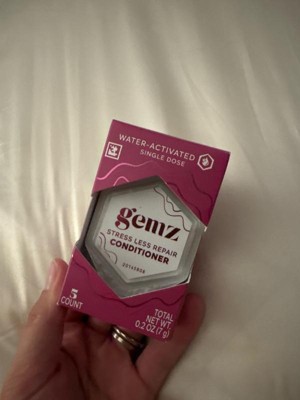 WATER-ACTIVATED
SINGLE DOSE
gemz
STRESS LESS REPAIR
CONDITIONER
5
COUNT
TOTAL
NET WT.
0.2 OZ (7 g)